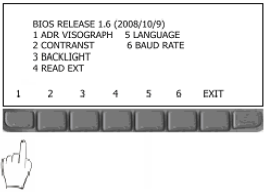 BIOS RELEASE 1.6 (2008/10/9)
1 ADR VISOGRAPH 5 LANGUAGE
2 CONTRANST 6 BAUD RATE
3 BACKLIGHT
4 READ EXT
1 2 3 4 5 6 EXIT